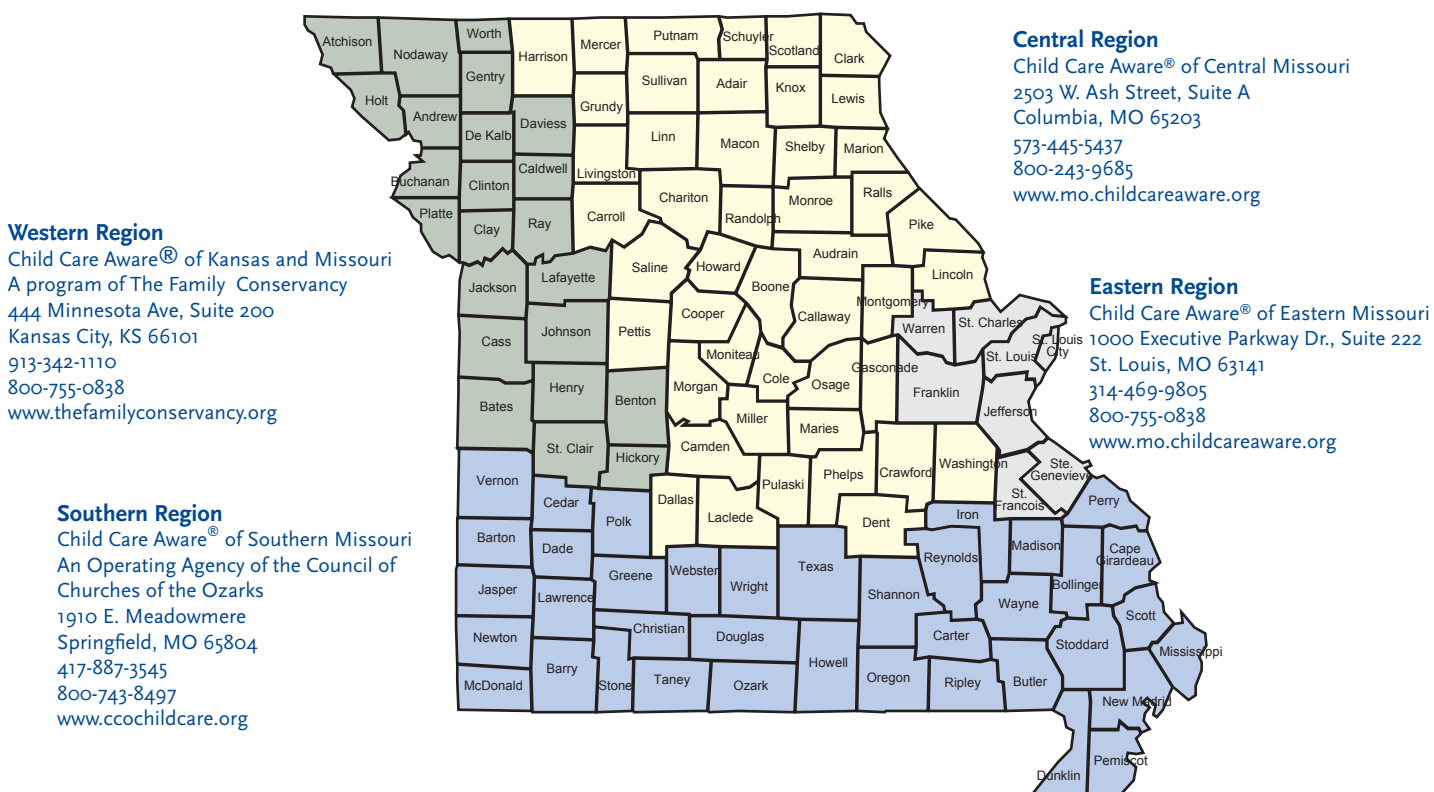 Central Region
Child Care Aware® of Central Missouri
2503 W. Ash Street, Suite A
Columbia, MO 65203
573-445-5437
800-243-9685
www.mo.childcareaware.org
Western Region
Child Care Aware® of Kansas and Missouri
A program of The Family Conservancy
444 Minnesota Ave, Suite 200
Kansas City, KS 66101
913-342-1110
800-755-0838
www.thefamilyconservancy.org
Eastern Region
Child Care Aware® of Eastern Missouri
1000 Executive Parkway Dr., Suite 222
St. Louis, MO 63141
314-469-9805
800-755-0838
www.mo.childcareaware.org
Southern Region
Child Care Aware® of Southern Missouri
An Operating Agency of the Council of
Churches of the Ozarks
1910 E. Meadowmere
Springfield, MO 65804
417-887-3545
800-743-8497
www.ccochildcare.org
Atchison
Nodaway
Worth
Harrison
Mercer
Putnam
Schuyler
Scotland
Clark
Gentry
Sullivan
Adair
Knox
Lewis
Holt
Andrew
De Kalb
Daviess
Grundy
Linn
Macon
Shelby
Marion
Buchanan
Clinton
Caldwell
Livingston
Chariton
Randolph
Monroe
Ralls
Pike
Platte
Clay
Ray
Carroll
Saline
Howard
Boone
Audrain
Lincoln
Jackson
Lafayette
Cooper
Callaway
Montgomery
Warren
St. Charles
St. Louis
City
St. Louis
Cass
Johnson
Pettis
Moniteau
Morgan
Cole
Osage
Gasconade
Franklin
Jefferson
Bates
Henry
Benton
Miller
Maries
Camden
St. Clair
Hickory
Pulaski
Phelps
Crawford
Washington
Ste.
Genevieve
St.
Francois
Perry
Vernon
Cedar
Polk
Dallas
Laclede
Dent
Iron
Barton
Dade
Greene
Webster
Wright
Texas
Reynolds
Madison
Cape
Girardeau
Bollinger
Jasper
Lawrence
Shannon
Wayne
Scott
Newton
Christian
Douglas
Carter
Stoddard
Mississippi
McDonald
Barry
Stone
Taney
Ozark
Howell
Oregon
Ripley
Butler
New Madrid
Dunklin
Pemiscot